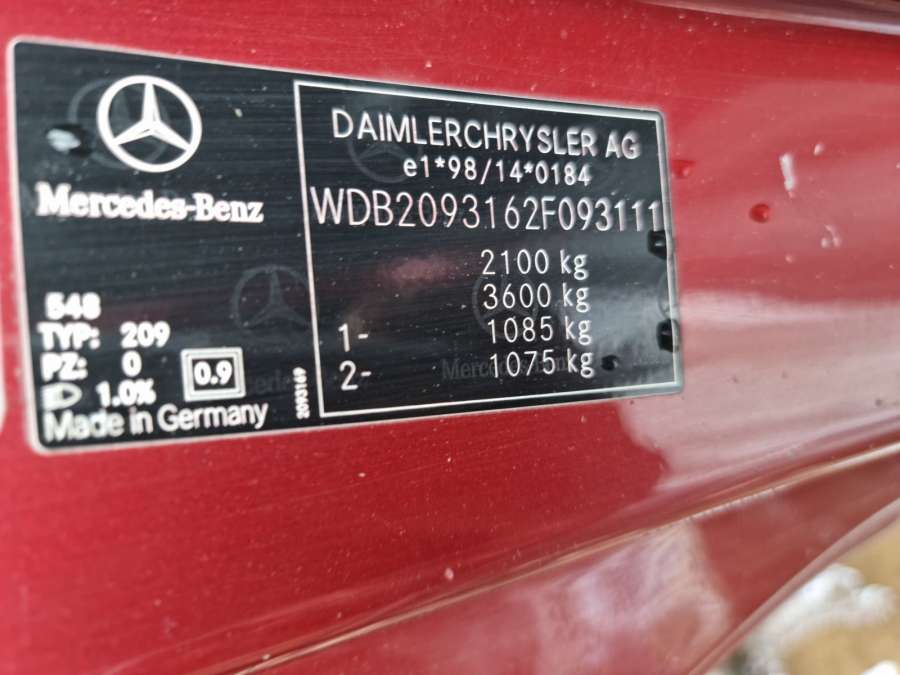 Mercedes-Benz
548
TYP: 209
PZ: 0
1.0%
0.9
Made in Germany
2093169
DAIMLERCHRYSLER AG
e1*98/14*0184
WDB2093162F093111
2100 kg
3600 kg
1- 1085 kg
2- 1075 kg